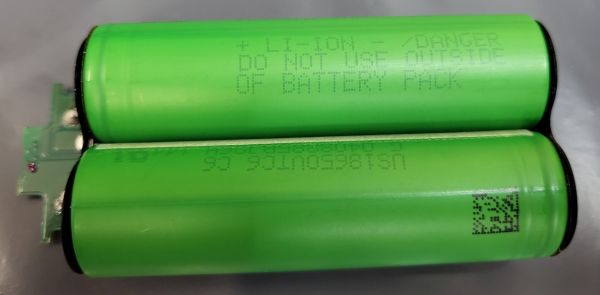 + LI-ION - /DANGER
DO NOT USE OUTSIDE
OF BATTERY PACK
US18650VTC6 C6